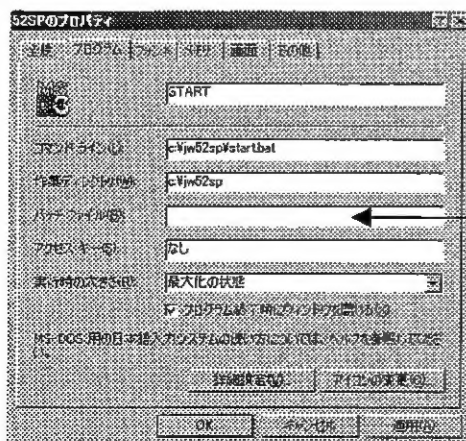 52SPのプロパティ
全般 プログラム フォント メモリ 画面 その他
START
コマンド ライン(L): c:¥jw52sp¥start.bat
作業ディレクトリ(W): c:¥jw52sp
バッチ ファイル(B):
アクセス キー(S): なし
実行時の大きさ(R): 最大化の状態
プログラム終了時にウィンドウを閉じる(O)
MS-DOS 用の日本語入力システムの使い方については、ヘルプを参照してください。
詳細設定(V)... アイコンの変更(C)...
OK キャンセル 適用(A)